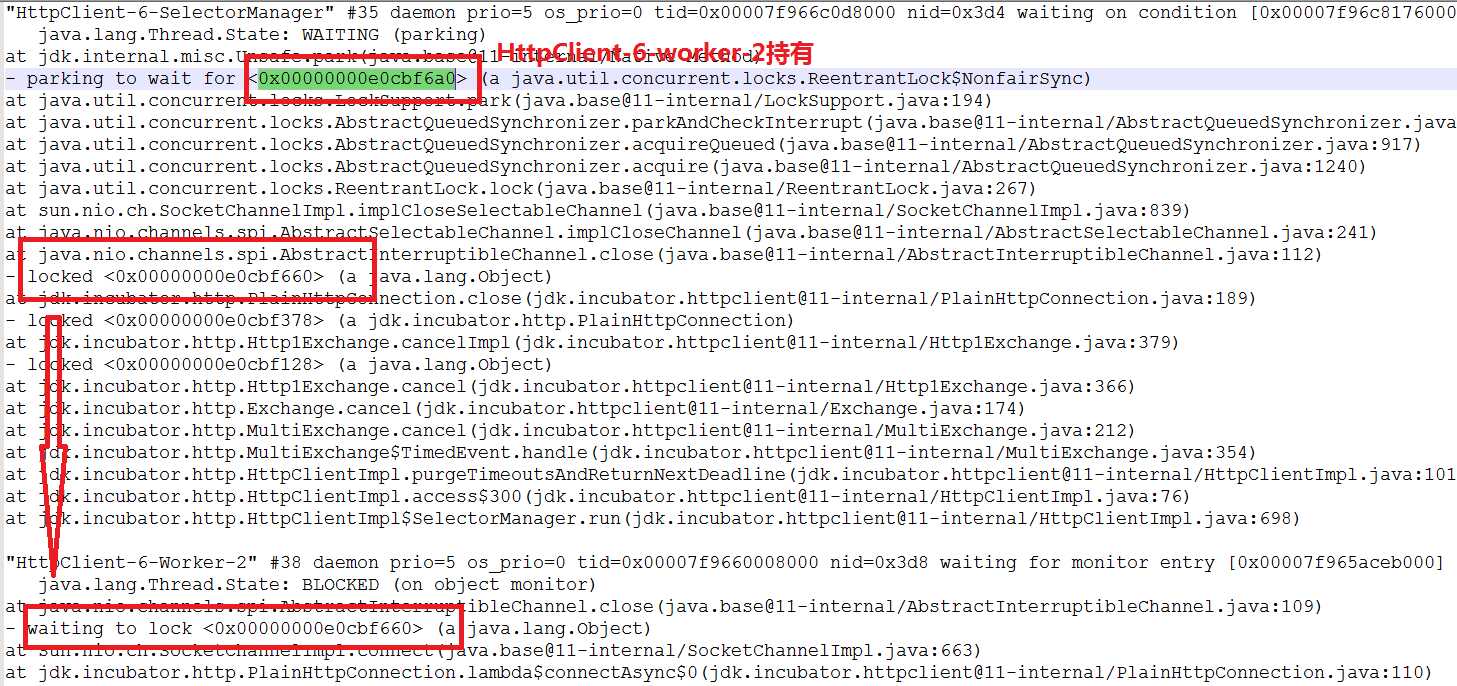 "HttpClient-6-SelectorManager" #35 daemon prio=5 os_prio=0 tid=0x00007f966c0d8000 nid=0x3d4 waiting on condition [0x00007f96c8176000
java.lang.Thread.State: WAITING (parking)
HttpClient-6-worker-2持有
at jdk.internal.misc.Unsafe.park(java.base@11-internal/Native Method)
- parking to wait for <0x00000000e0cbf6a0> (a java.util.concurrent.locks.ReentrantLock$NonfairSync)
at java.util.concurrent.locks.LockSupport.park(java.base@11-internal/LockSupport.java:194)
at java.util.concurrent.locks.AbstractQueuedSynchronizer.parkAndCheckInterrupt(java.base@11-internal/AbstractQueuedSynchronizer.java
at java.util.concurrent.locks.AbstractQueuedSynchronizer.acquireQueued(java.base@11-internal/AbstractQueuedSynchronizer.java:917)
at java.util.concurrent.locks.AbstractQueuedSynchronizer.acquire(java.base@11-internal/AbstractQueuedSynchronizer.java:1240)
at java.util.concurrent.locks.ReentrantLock.lock(java.base@11-internal/ReentrantLock.java:267)
at sun.nio.ch.SocketChannelImpl.implCloseSelectableChannel(java.base@11-internal/SocketChannelImpl.java:839)
at java.nio.channels.spi.AbstractSelectableChannel.implCloseChannel(java.base@11-internal/AbstractSelectableChannel.java:241)
at java.nio.channels.spi.AbstractInterruptibleChannel.close(java.base@11-internal/AbstractInterruptibleChannel.java:112)
- locked <0x00000000e0cbf660> (a java.lang.Object)
at jdk.incubator.http.PlainHttpConnection.close(jdk.incubator.httpclient@11-internal/PlainHttpConnection.java:189)
- locked <0x00000000e0cbf378> (a jdk.incubator.http.PlainHttpConnection)
at jdk.incubator.http.Http1Exchange.cancelImpl(jdk.incubator.httpclient@11-internal/Http1Exchange.java:379)
- locked <0x00000000e0cbf128> (a java.lang.Object)
at jdk.incubator.http.Http1Exchange.cancel(jdk.incubator.httpclient@11-internal/Http1Exchange.java:366)
at jdk.incubator.http.Exchange.cancel(jdk.incubator.httpclient@11-internal/Exchange.java:174)
at jdk.incubator.http.MultiExchange.cancel(jdk.incubator.httpclient@11-internal/MultiExchange.java:212)
at jdk.incubator.http.MultiExchange$TimedEvent.handle(jdk.incubator.httpclient@11-internal/MultiExchange.java:354)
at jdk.incubator.http.HttpClientImpl.purgeTimeoutsAndReturnNextDeadline(jdk.incubator.httpclient@11-internal/HttpClientImpl.java:101
at jdk.incubator.http.HttpClientImpl.access$300(jdk.incubator.httpclient@11-internal/HttpClientImpl.java:76)
at jdk.incubator.http.HttpClientImpl$SelectorManager.run(jdk.incubator.httpclient@11-internal/HttpClientImpl.java:698)
"HttpClient-6-Worker-2" #38 daemon prio=5 os_prio=0 tid=0x00007f9660008000 nid=0x3d8 waiting for monitor entry [0x00007f965aceb000]
java.lang.Thread.State: BLOCKED (on object monitor)
at java.nio.channels.spi.AbstractInterruptibleChannel.close(java.base@11-internal/AbstractInterruptibleChannel.java:109)
- waiting to lock <0x00000000e0cbf660> (a java.lang.Object)
at sun.nio.ch.SocketChannelImpl.connect(java.base@11-internal/SocketChannelImpl.java:663)
at jdk.incubator.http.PlainHttpConnection.lambda$connectAsync$0(jdk.incubator.httpclient@11-internal/PlainHttpConnection.java:110)